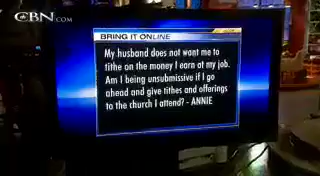 CBN.com
BRING IT ONLINE
My husband does not want me to
tithe on the money I earn at my job.
Am I being unsubmissive if I go
ahead and give tithes and offerings
to the church I attend? - ANNIE